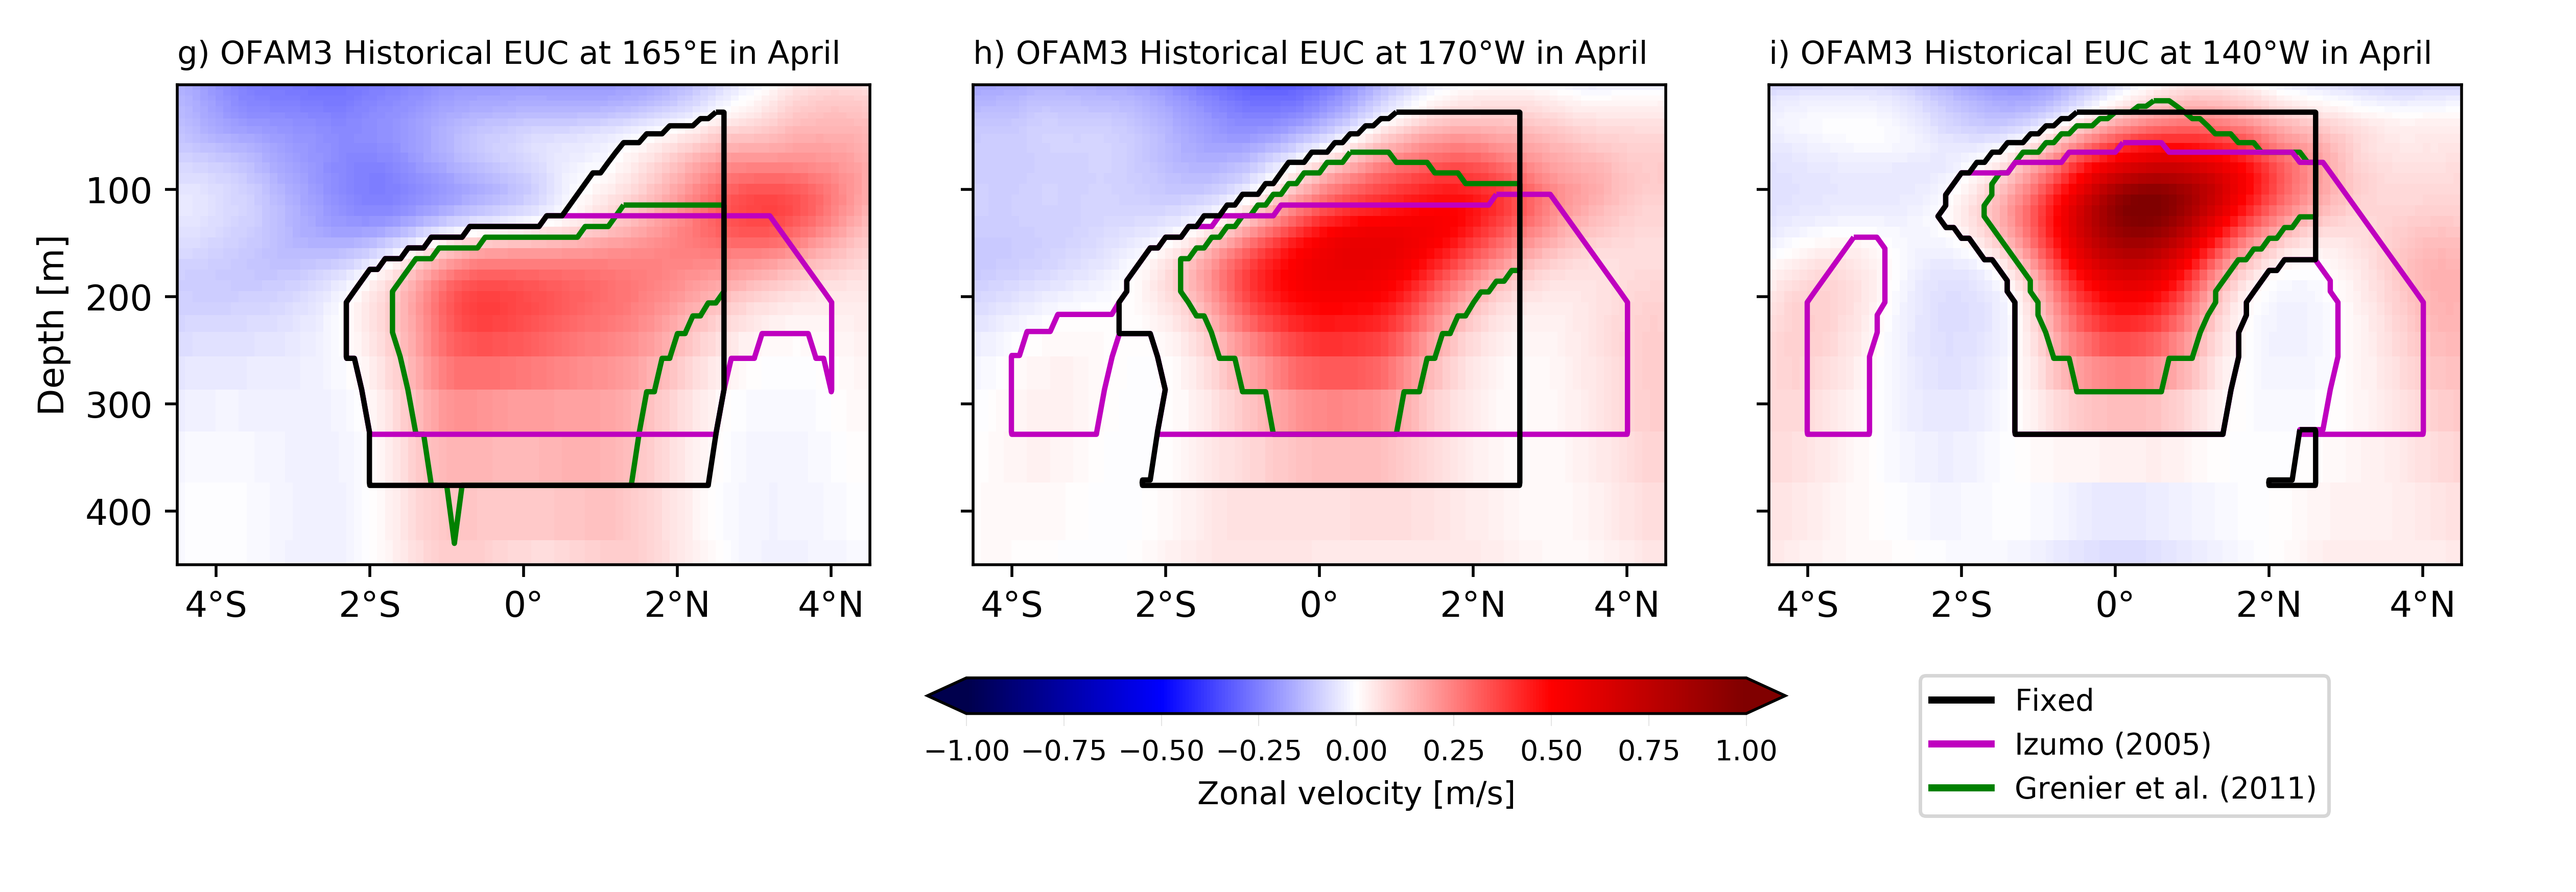 g) OFAM3 Historical EUC at 165°E in April
h) OFAM3 Historical EUC at 170°W in April
i) OFAM3 Historical EUC at 140°W in April
Depth [m]
100
200
300
400
4°S 2°S 0° 2°N 4°N
4°S 2°S 0° 2°N 4°N
4°S 2°S 0° 2°N 4°N
−1.00 −0.75 −0.50 −0.25 0.00 0.25 0.50 0.75 1.00
Zonal velocity [m/s]
Fixed
Izumo (2005)
Grenier et al. (2011)